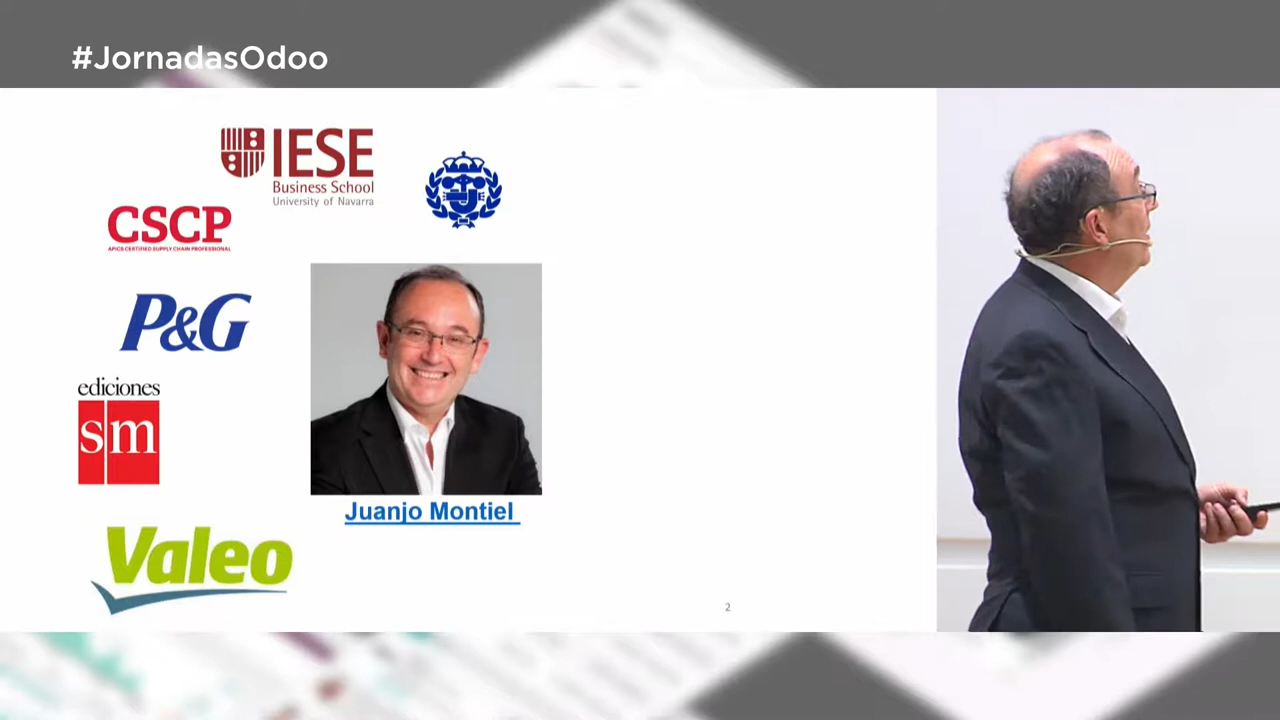 #JornadasOdoo
IESE
Business School
University of Navarra
CSCP
APICS CERTIFIED SUPPLY CHAIN PROFESSIONAL
P&G
ediciones
sm
Valeo
Juanjo Montiel
2